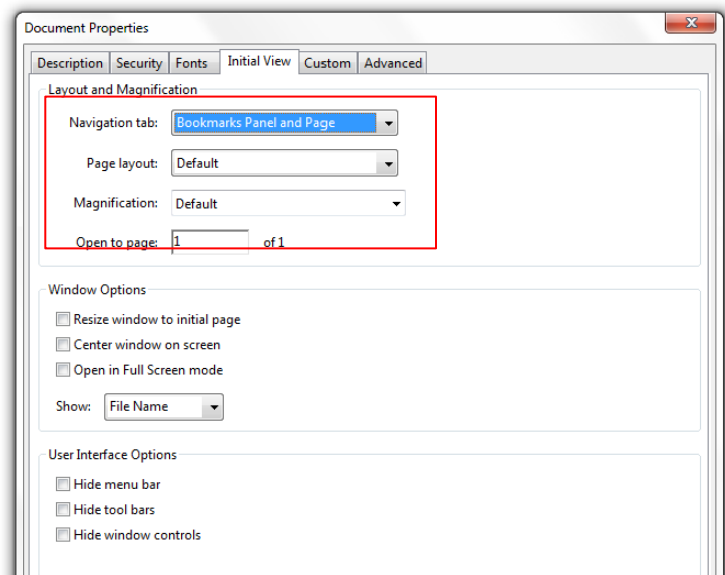 Document Properties
Description Security Fonts Initial View Custom Advanced
Layout and Magnification
Navigation tab: Bookmarks Panel and Page
Page layout: Default
Magnification: Default
Open to page: 1 of 1
Window Options
Resize window to initial page
Center window on screen
Open in Full Screen mode
Show: File Name
User Interface Options
Hide menu bar
Hide tool bars
Hide window controls